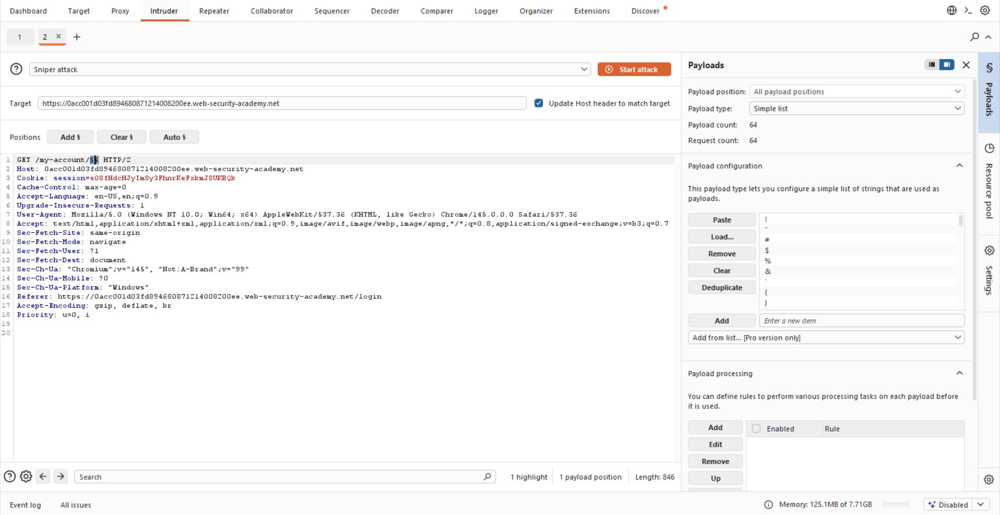 Dashboard Target Proxy Intruder Repeater Collaborator Sequencer Decoder Comparer Logger Organizer Extensions Discover
1 2 × +
? Sniper attack Start attack
Target https://0acc001d03fd894680871214008200ee.web-security-academy.net Update Host header to match target
Positions Add § Clear § Auto §
1 GET /my-account/§§ HTTP/2
2 Host: 0acc001d03fd894680871214008200ee.web-security-academy.net
3 Cookie: session=s08fHdcHJyImSy3FhnrKeFxkmJ8UKBQk
4 Cache-Control: max-age=0
5 Accept-Language: en-US,en;q=0.9
6 Upgrade-Insecure-Requests: 1
7 User-Agent: Mozilla/5.0 (Windows NT 10.0; Win64; x64) AppleWebKit/537.36 (KHTML, like Gecko) Chrome/145.0.0.0 Safari/537.36
8 Accept: text/html,application/xhtml+xml,application/xml;q=0.9,image/avif,image/webp,image/apng,*/*;q=0.8,application/signed-exchange;v=b3;q=0.7
9 Sec-Fetch-Site: same-origin
10 Sec-Fetch-Mode: navigate
11 Sec-Fetch-User: ?1
12 Sec-Fetch-Dest: document
13 Sec-Ch-Ua: "Chromium";v="145", "Not:A-Brand";v="99"
14 Sec-Ch-Ua-Mobile: ?0
15 Sec-Ch-Ua-Platform: "Windows"
16 Referer: https://0acc001d03fd894680871214008200ee.web-security-academy.net/login
17 Accept-Encoding: gzip, deflate, br
18 Priority: u=0, i
19
20
? Search 1 highlight 1 payload position Length: 846
Payloads
Payload position: All payload positions
Payload type: Simple list
Payload count: 64
Request count: 64
Payload configuration
This payload type lets you configure a simple list of strings that are used as
payloads.
Paste
Load...
Remove
Clear
Deduplicate
!
"
#
$
%
&
'
(
)
Add Enter a new item
Add from list... [Pro version only]
Payload processing
You can define rules to perform various processing tasks on each payload before
it is used.
Add
Edit
Remove
Up
Enabled Rule
§ Payloads
Resource pool
Settings
Event log All issues Memory: 125.1MB of 7.71GB Disabled